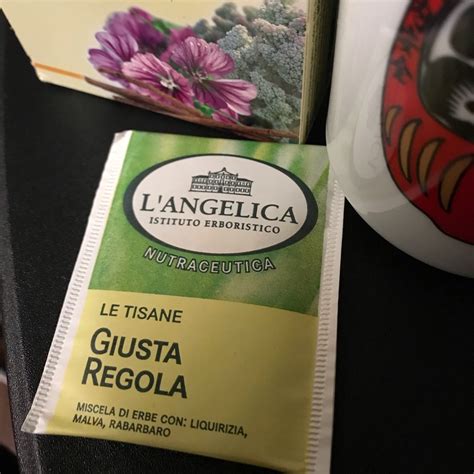 L'ANGELICA
ISTITUTO ERBORISTICO
NUTRACEUTICA
LE TISANE
GIUSTA
REGOLA
MISCELA DI ERBE CON: LIQUIRIZIA,
MALVA, RABARBARO